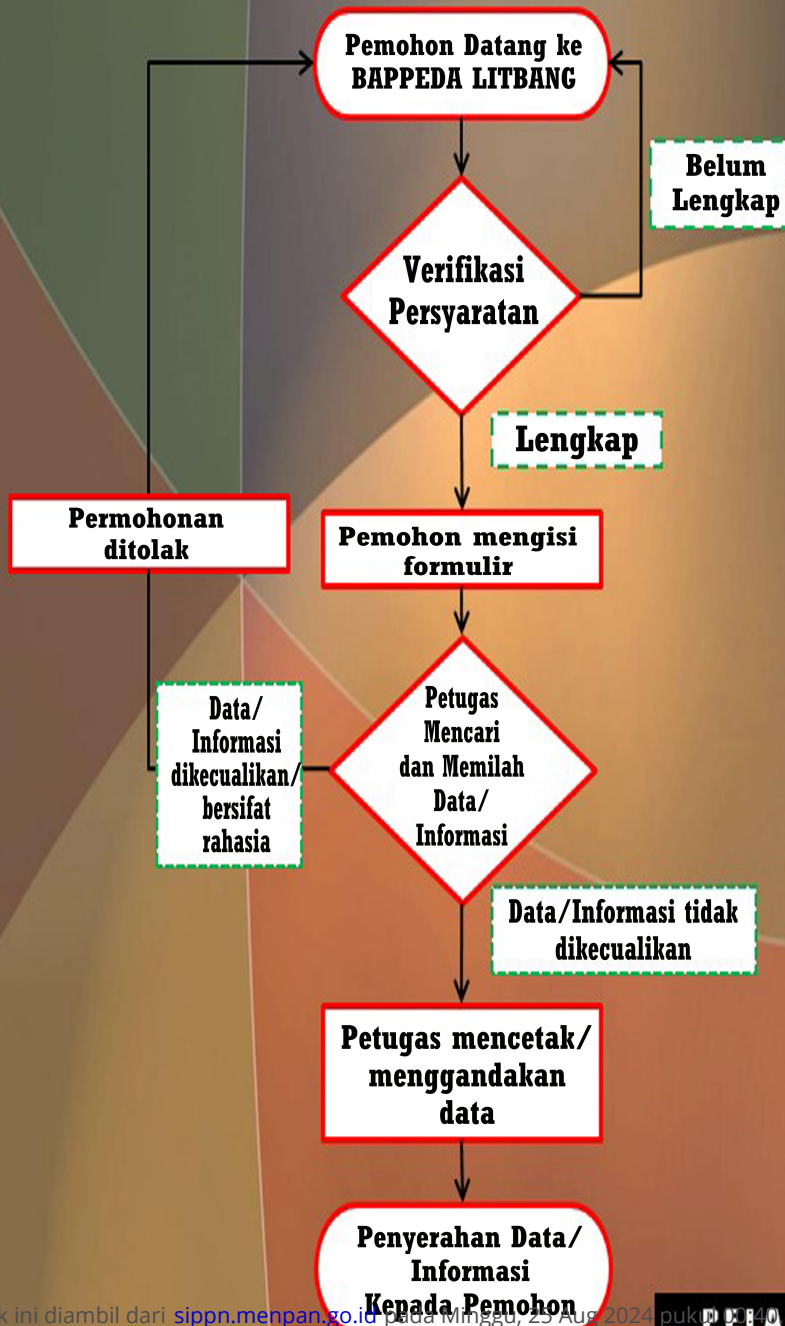 Pemohon Datang ke
BAPPEDA LITBANG
Belum
Lengkap
Verifikasi
Persyaratan
Lengkap
Permohonan
ditolak
Pemohon mengisi
formulir
Data/
Informasi
dikecualikan/
bersifat
rahasia
Petugas
Mencari
dan Memilah
Data/
Informasi
Data/Informasi tidak
dikecualikan
Petugas mencetak/
menggandakan
data
Penyerahan Data/
Informasi
Kepada Pemohon
k ini diambil dari sippn.menpan.go.id pada Minggu, 25 Aug 2024 pukul 00:40.